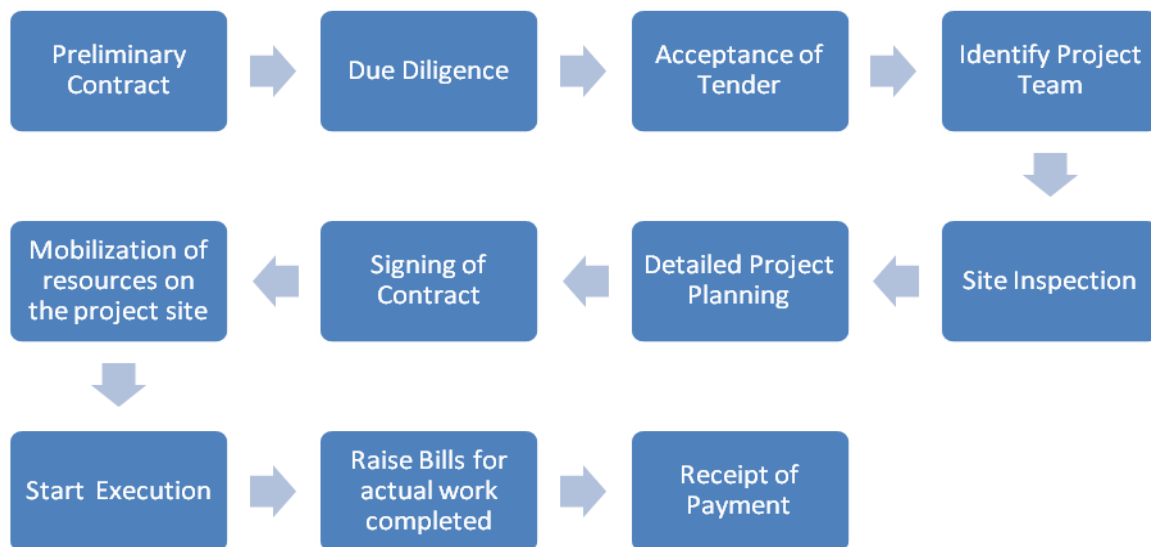 Preliminary
Contract
Due Diligence
Acceptance of
Tender
Identify Project
Team
Site Inspection
Detailed Project
Planning
Signing of
Contract
Mobilization of
resources on
the project site
Start Execution
Raise Bills for
actual work
completed
Receipt of
Payment